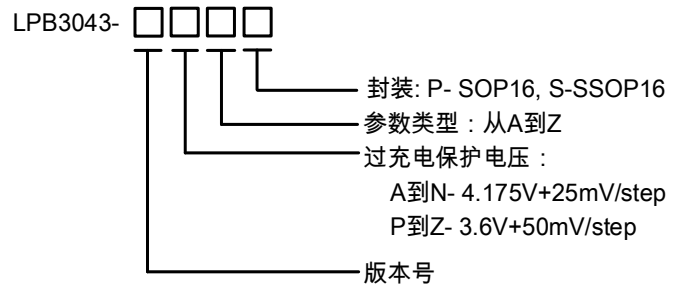 LPB3043-
封装: P- SOP16, S-SSOP16
参数类型：从A到Z
过充电保护电压：
A到N- 4.175V+25mV/step
P到Z- 3.6V+50mV/step
版本号